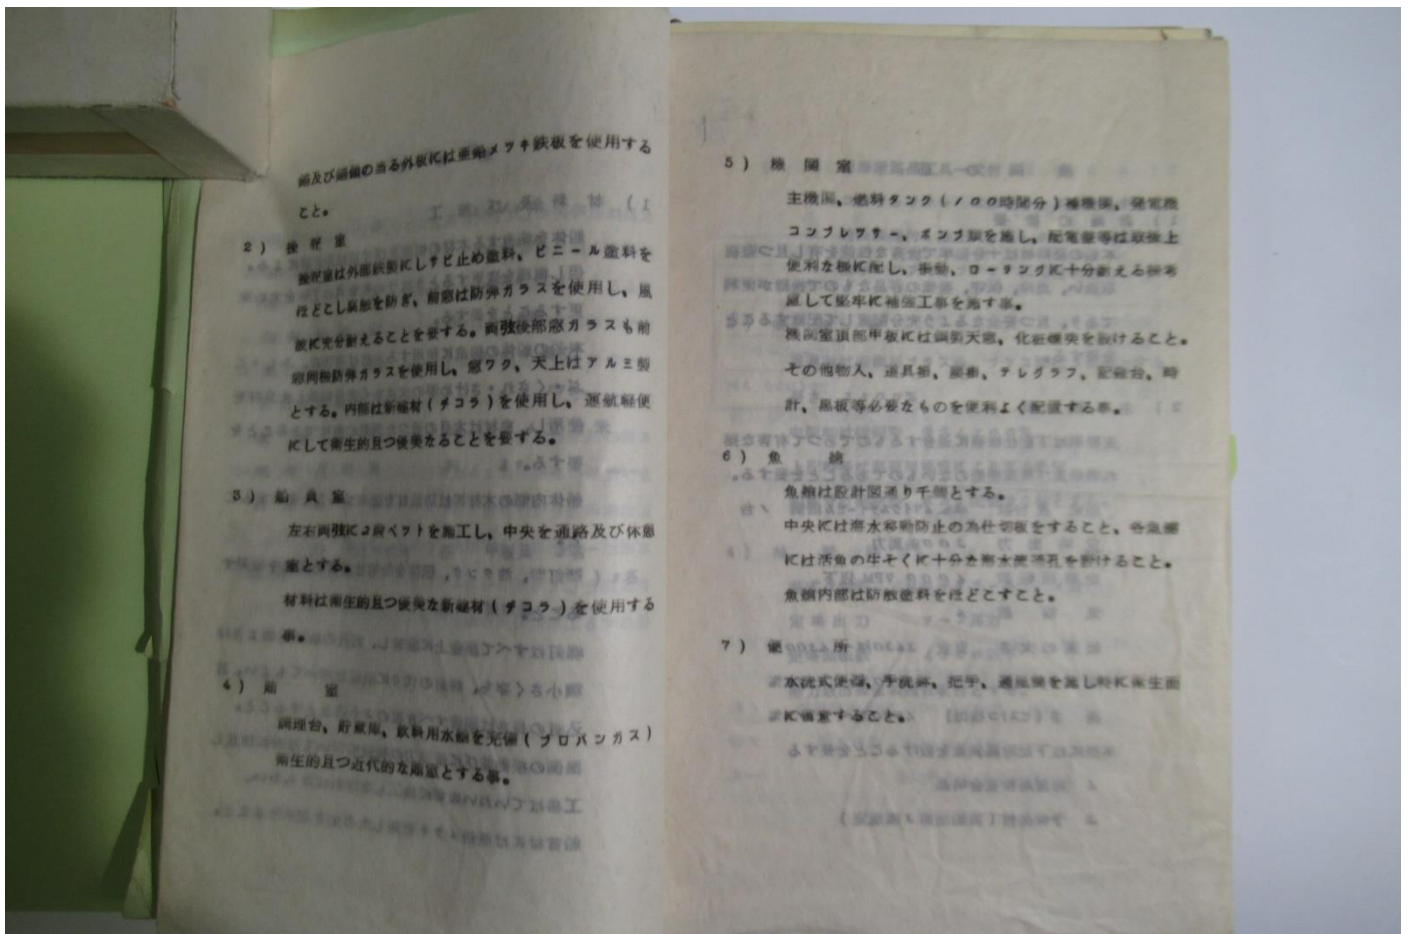 錨及び錨鎖の当る外板には亜鉛メツキ鉄板を使用する
こと。
2) 操舵室
操舵室は外部鉄製にしサビ止め塗料、ビニール塗料を
ほどこし腐蝕を防ぎ、前窓は防弾ガラスを使用し、風
波に充分耐えることを要する。両弦後部窓ガラスも前
窓同様防弾ガラスを使用し、窓ワク、天上はアルミ製
とする。内部は新建材(デコラ)を使用し、運航軽便
にして衛生的且つ優美なることを要する。
3) 船員室
左右両弦に2段ベツトを施工し、中央を通路及び休憩
室とする。
材料は衛生的且つ優美な新建材(デコラ)を使用する
事。
4) 室
調理台、貯蔵庫、飲料用水槽を完備(プロパンガス)
衛生的且つ近代的な室とする事。
5) 機関室
主機関、燃料タンク(100時間分)補機関、発電機
コンプレツサー、ポンプ類を施し、配電盤等は取扱上
便利な様に配し、振動、ローリングに十分耐える様考
慮して堅牢に補強工事を施す事。
機関室頂部甲板には鋼製天窓、化粧煙突を設けること。
その他物入、道具箱、テレグラフ、記録台、時
計、黒板等必要なものを便利よく配置する事。
6) 魚艙
魚艙は設計図通り千個とする。
中央には海水移動防止の為仕切板をすること、各魚艙
には活魚の生そくに十分な海水流通孔を設けること。
魚艙内部は防蝕塗料をほどこすこと。
7) 便所
水洗式便器、手洗鉢、把手、通風筒を施し特に衛生面
に留意すること。